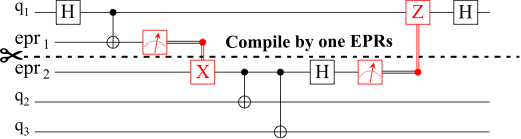 q1 H Z H
epr1
Compile by one EPRs
epr2 X H
q2
q3